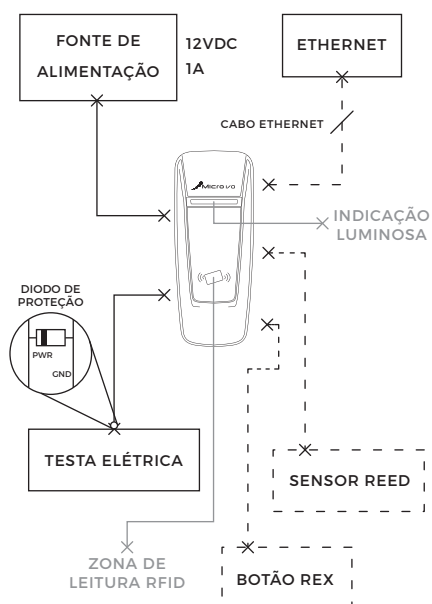 FONTE DE
ALIMENTAÇÃO
12VDC
1A
ETHERNET
CABO ETHERNET
MICRO I/O
INDICAÇÃO
LUMINOSA
DIODO DE
PROTEÇÃO
PWR
GND
TESTA ELÉTRICA
SENSOR REED
ZONA DE
LEITURA RFID
BOTÃO REX